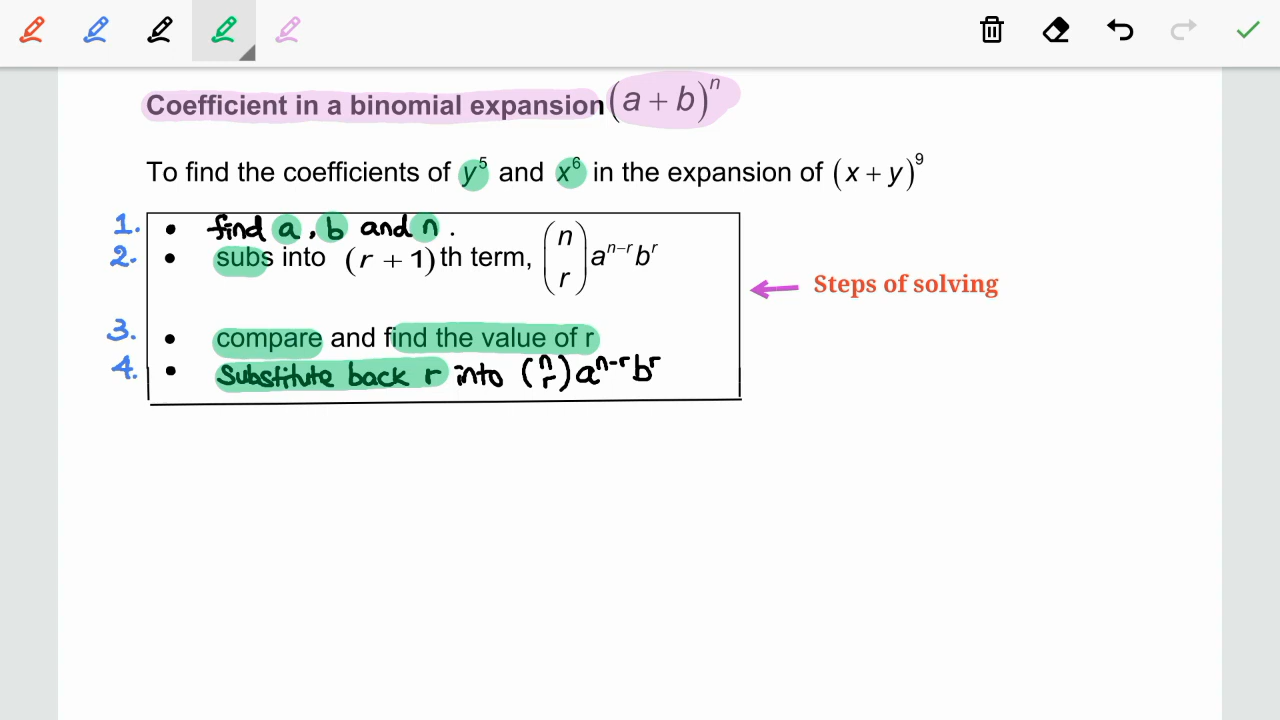 Coefficient in a binomial expansion (a + b)^n
To find the coefficients of y^5 and x^6 in the expansion of (x + y)^9
1. • find a , b and n .
2. • subs into (r + 1)th term, (n r) a^{n-r} b^r
Steps of solving
3. • compare and find the value of r
4. • Substitute back r into (n r) a^{n-r} b^r